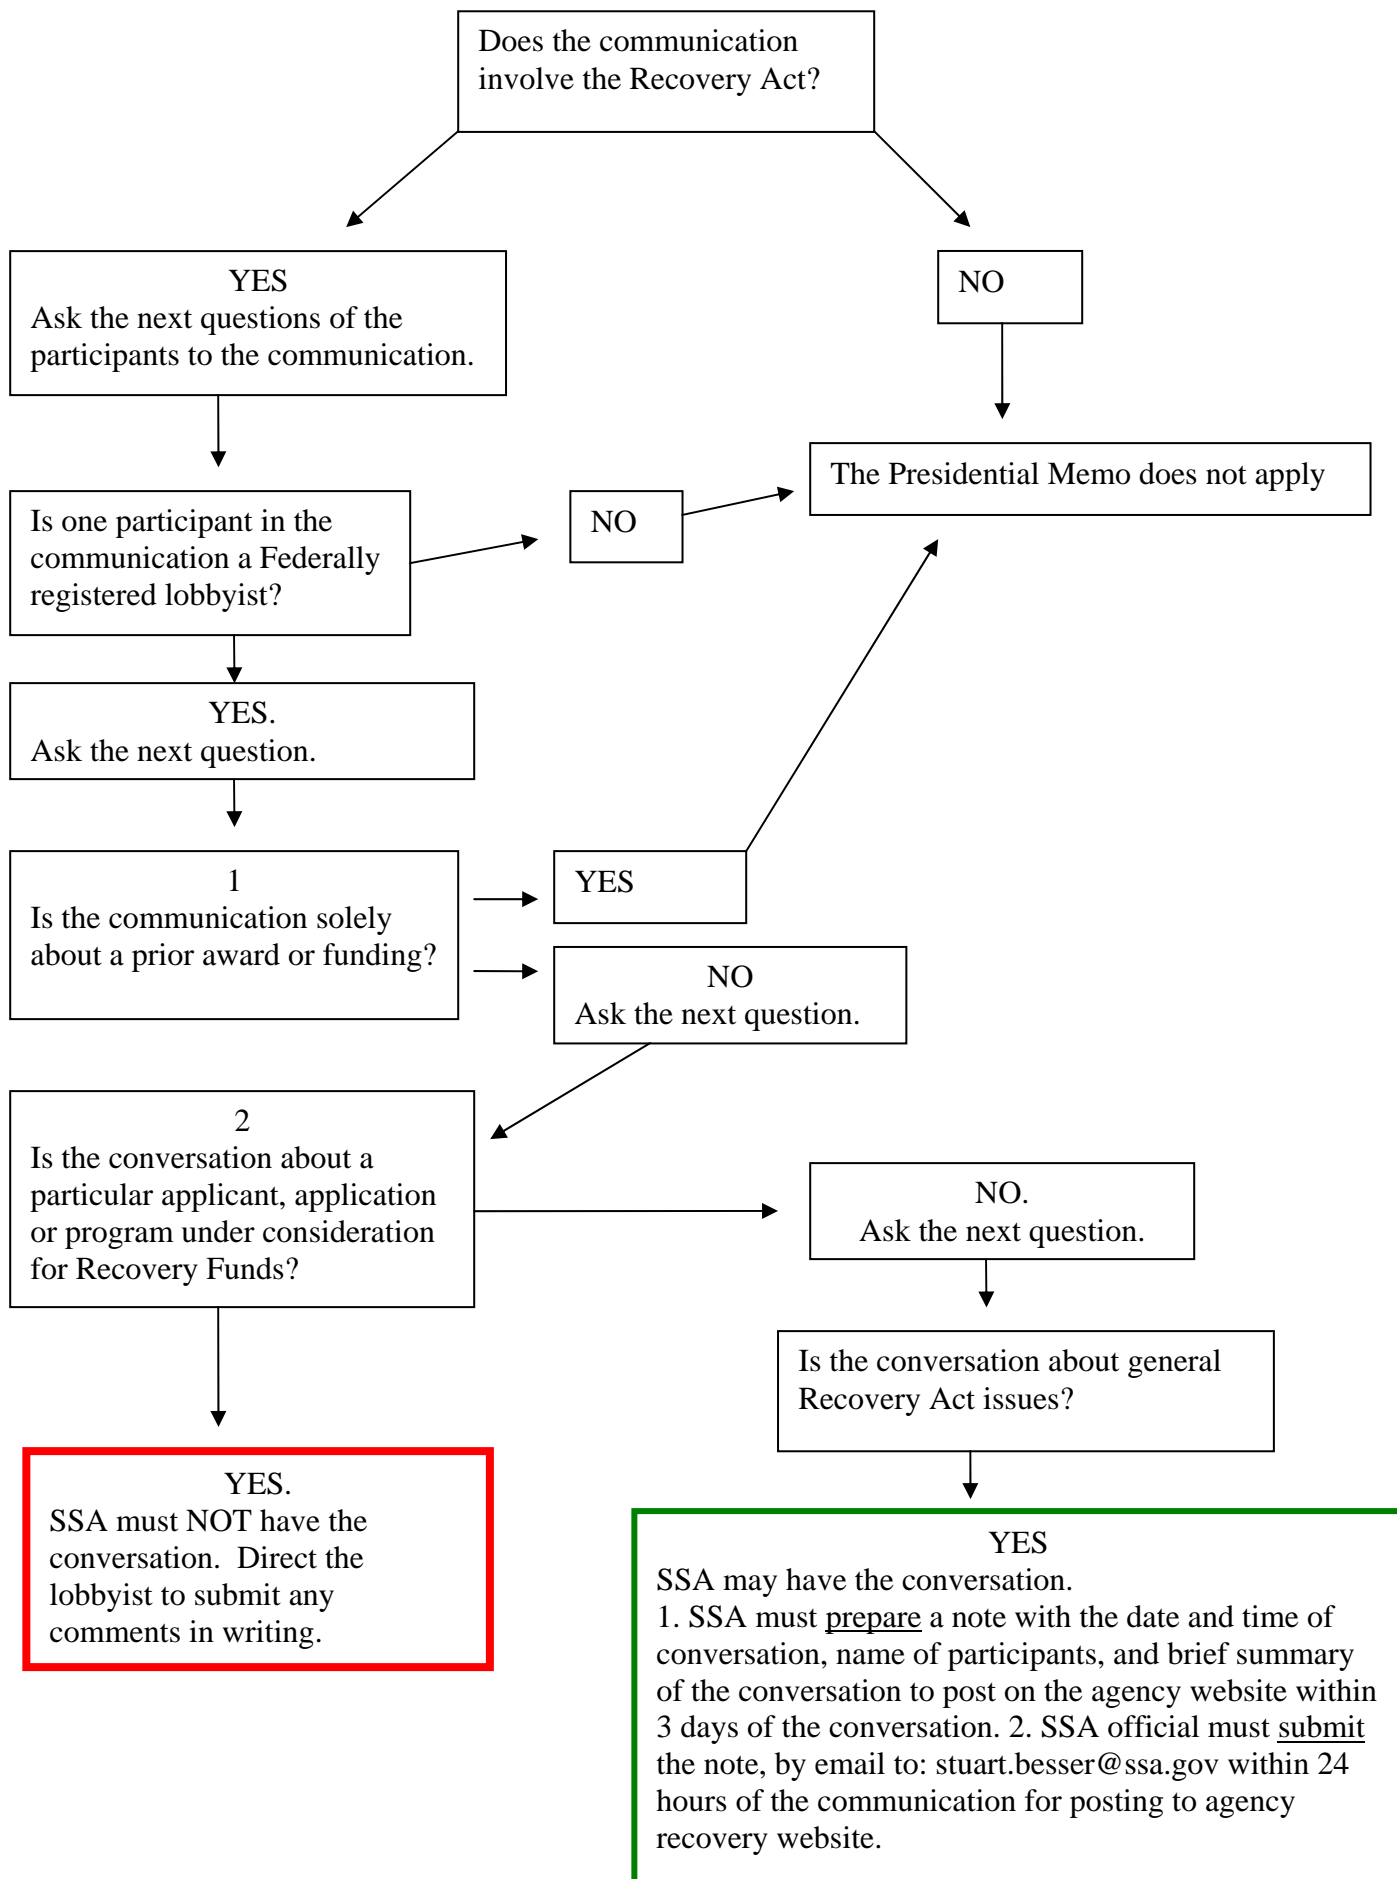 Does the communication
involve the Recovery Act?
YES
Ask the next questions of the
participants to the communication.
NO
The Presidential Memo does not apply
Is one participant in the
communication a Federally
registered lobbyist?
NO
YES.
Ask the next question.
1
Is the communication solely
about a prior award or funding?
YES
NO
Ask the next question.
2
Is the conversation about a
particular applicant, application
or program under consideration
for Recovery Funds?
NO.
Ask the next question.
Is the conversation about general
Recovery Act issues?
YES.
SSA must NOT have the
conversation.  Direct the
lobbyist to submit any
comments in writing.
YES
SSA may have the conversation.
1. SSA must prepare a note with the date and time of
conversation, name of participants, and brief summary
of the conversation to post on the agency website within
3 days of the conversation. 2. SSA official must submit
the note, by email to: stuart.besser@ssa.gov within 24
hours of the communication for posting to agency
recovery website.